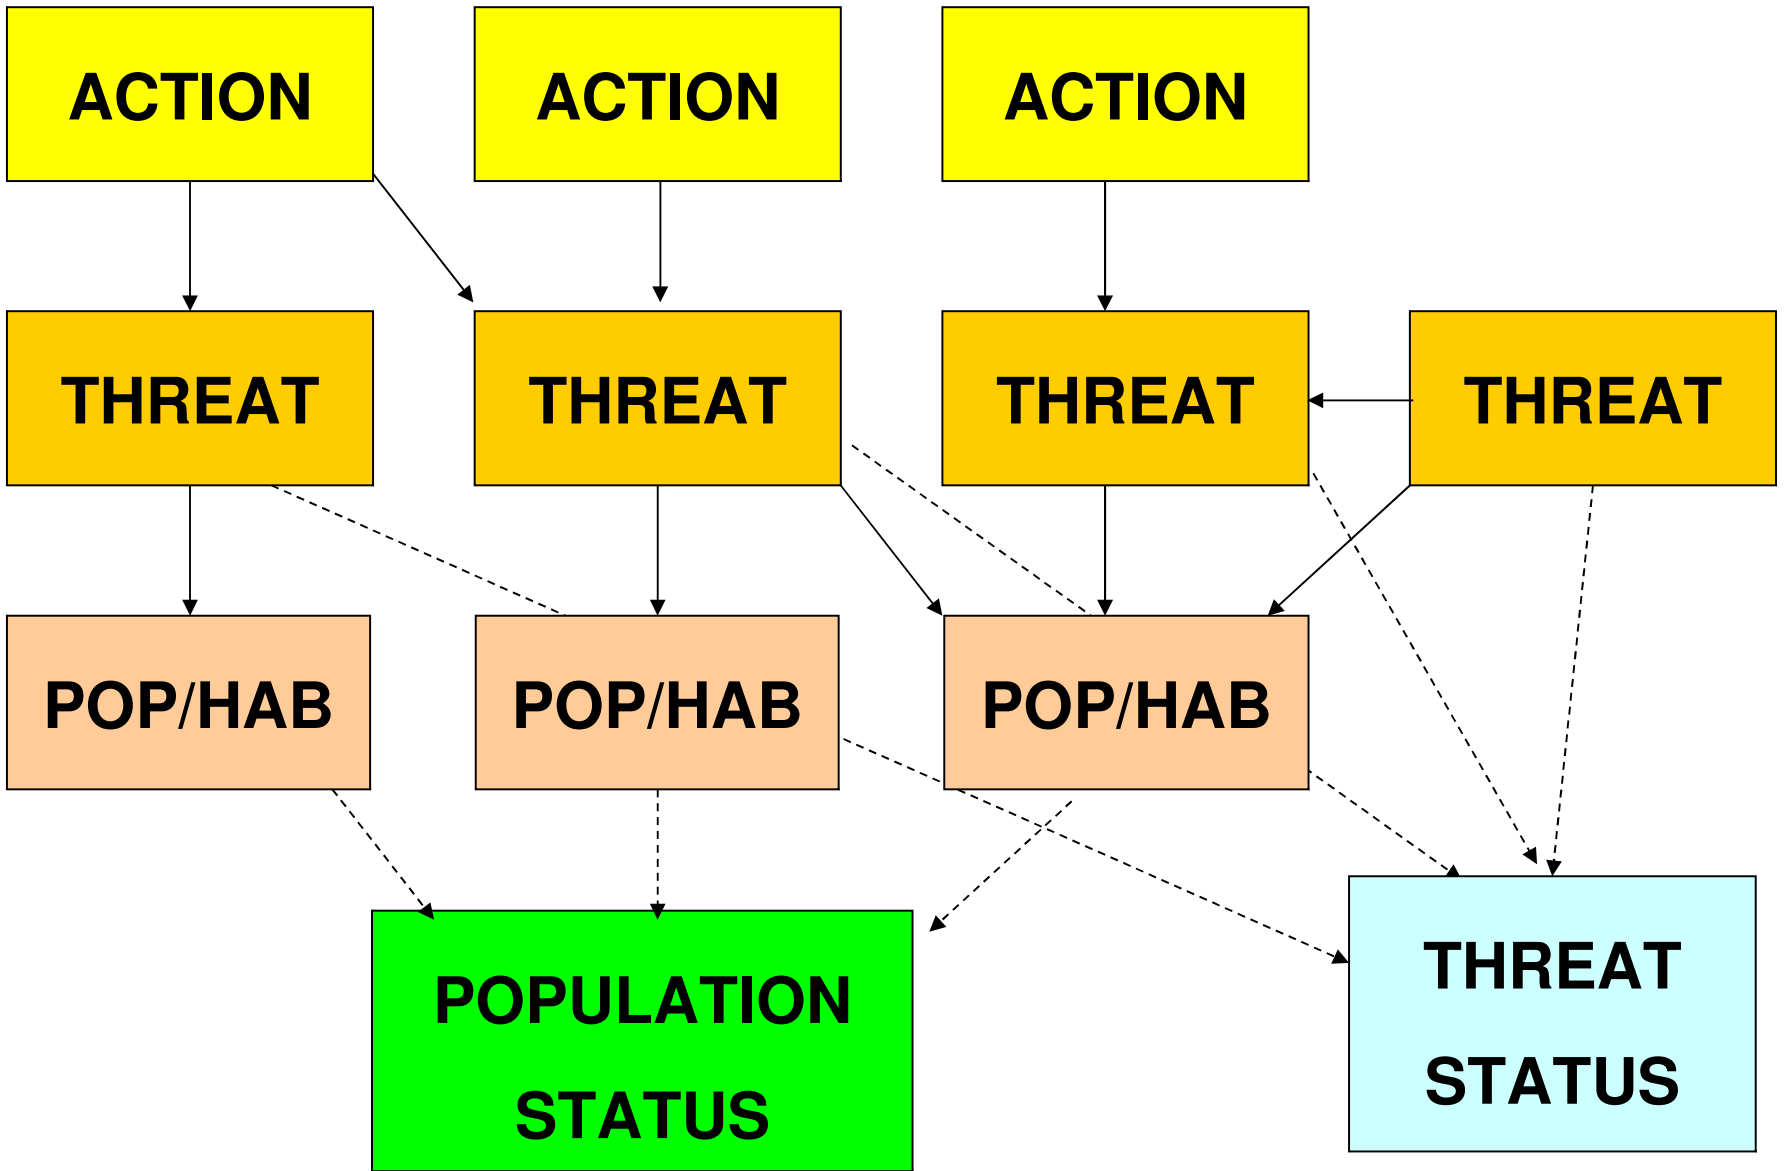 ACTION
ACTION
ACTION
THREAT
THREAT
THREAT
THREAT
POP/HAB
POP/HAB
POP/HAB
POPULATION
STATUS
THREAT
STATUS